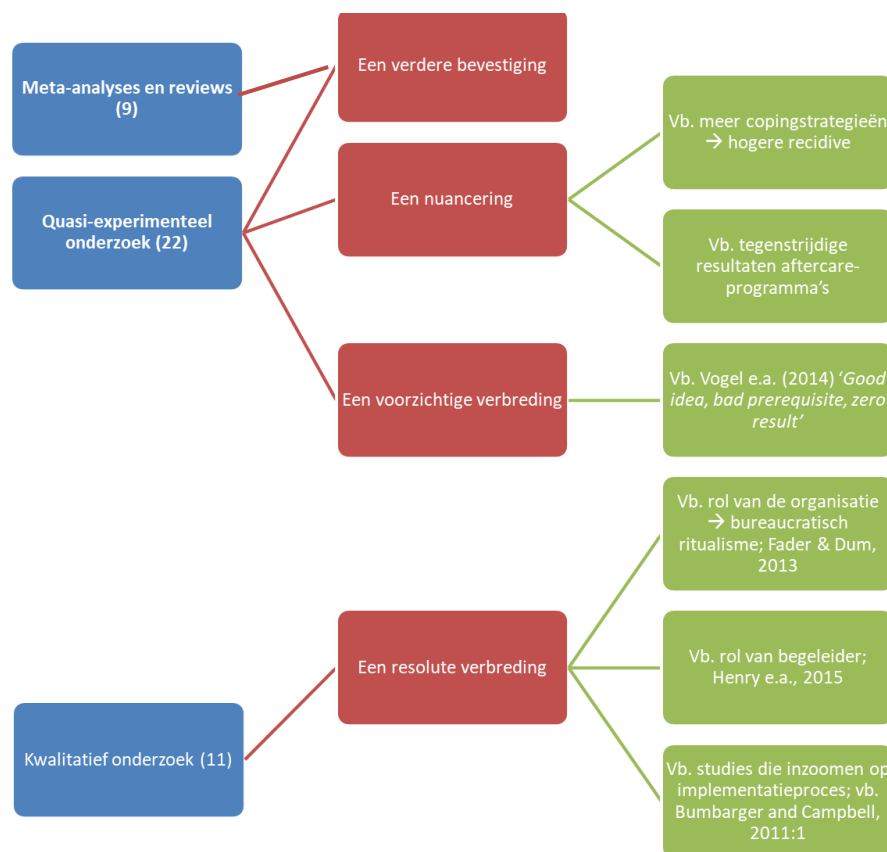 Meta-analyses en reviews
(9)
Quasi-experimenteel
onderzoek (22)
Kwalitatief onderzoek (11)
Een verdere bevestiging
Een nuancering
Een voorzichtige verbreding
Een resolute verbreding
Vb. meer copingstrategieën
→ hogere recidive
Vb. tegenstrijdige
resultaten aftercare-
programma's
Vb. Vogel e.a. (2014) ‘Good
idea, bad prerequisite, zero
result’
Vb. rol van de organisatie
→ bureaucratisch
ritualisme; Fader & Dum,
2013
Vb. rol van begeleider;
Henry e.a., 2015
Vb. studies die inzoomen op
implementatieproces; vb.
Bumbarger and Campbell,
2011:1